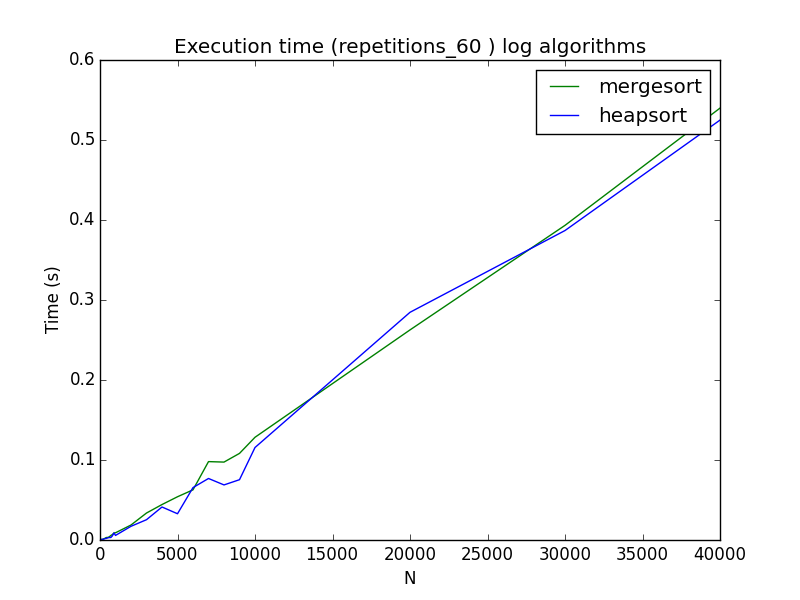 Execution time (repetitions_60 ) log algorithms
0.6
mergesort
heapsort
0.5
0.4
0.3
0.2
0.1
0.0
Time (s)
0 5000 10000 15000 20000 25000 30000 35000 40000
N